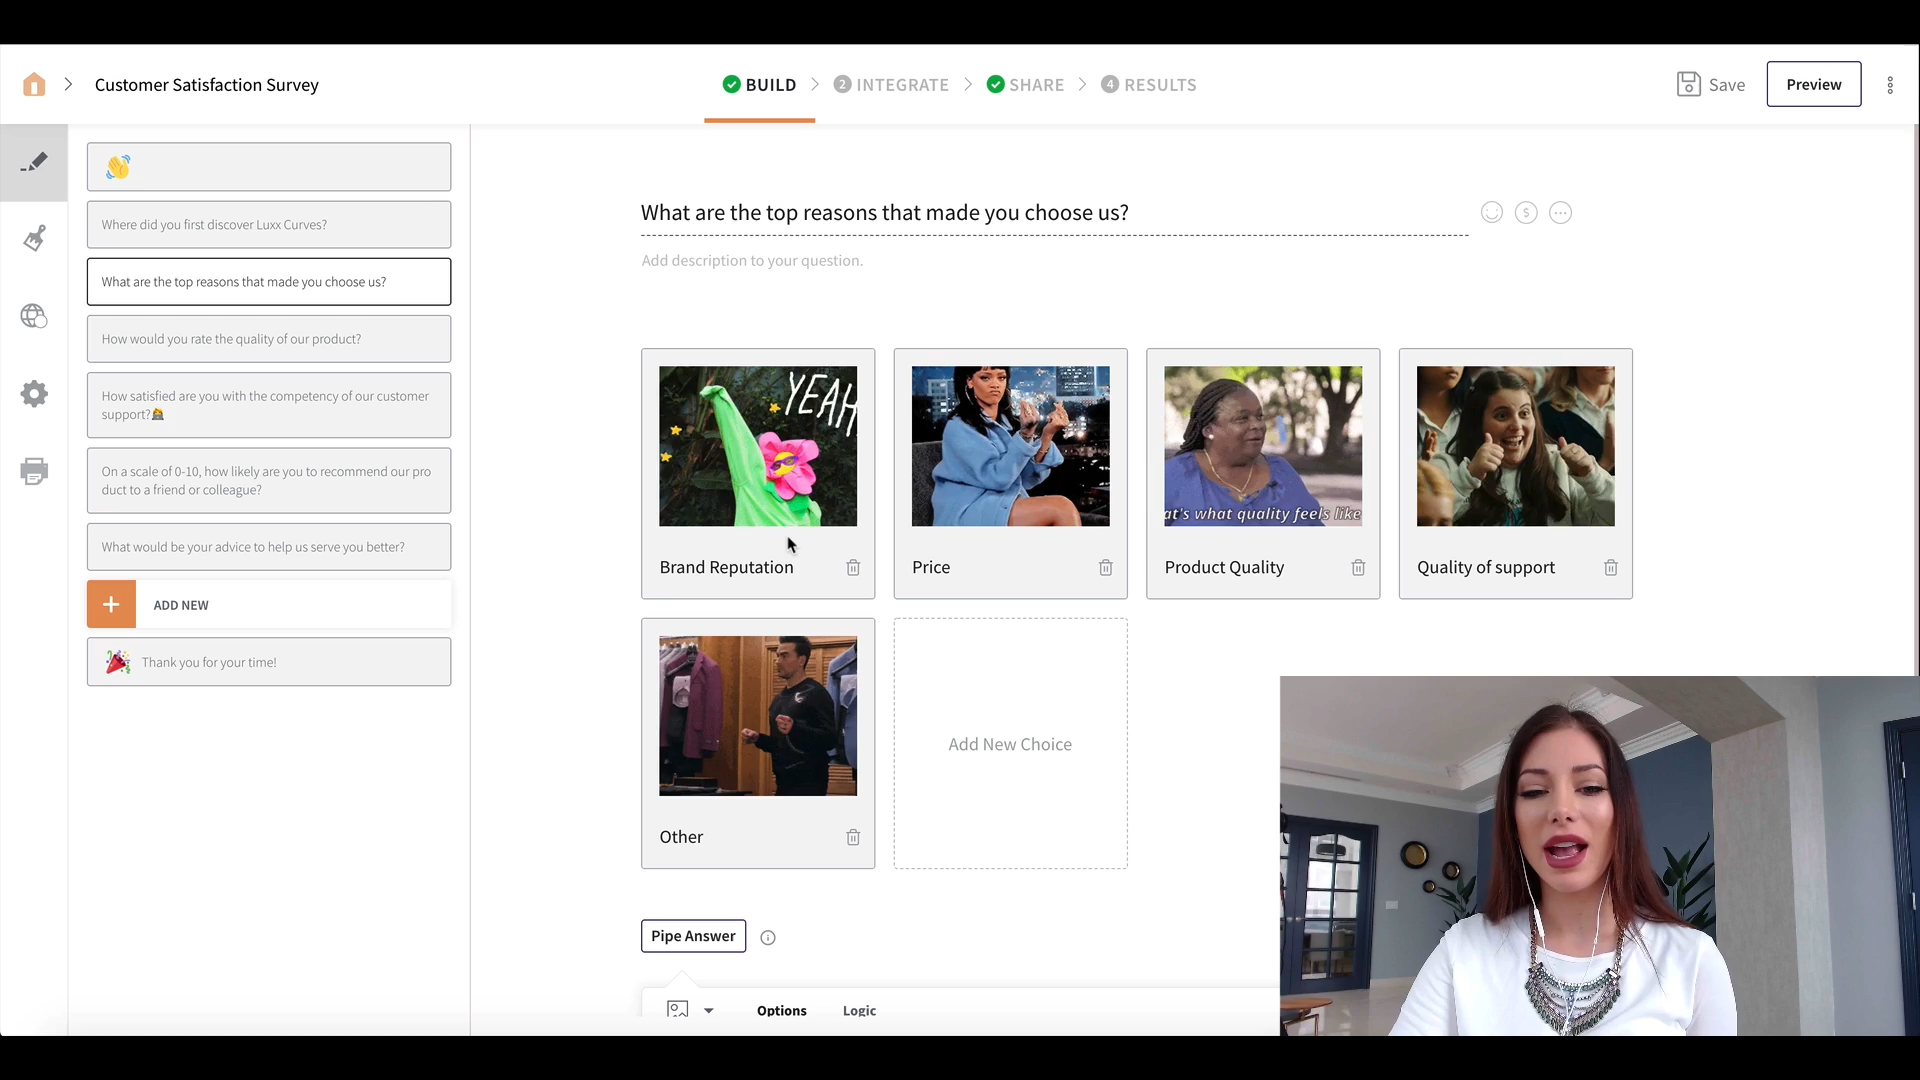 Customer Satisfaction Survey
BUILD
2 INTEGRATE
SHARE
4 RESULTS
Save
Preview
Where did you first discover Luxx Curves?
What are the top reasons that made you choose us?
How would you rate the quality of our product?
How satisfied are you with the competency of our customer
support?
On a scale of 0-10, how likely are you to recommend our pro
duct to a friend or colleague?
What would be your advice to help us serve you better?
+ ADD NEW
Thank you for your time!
What are the top reasons that made you choose us?
$
Add description to your question.
YEAH
at's what quality feels like
Brand Reputation
Price
Product Quality
Quality of support
Other
Add New Choice
Pipe Answer
Options
Logic